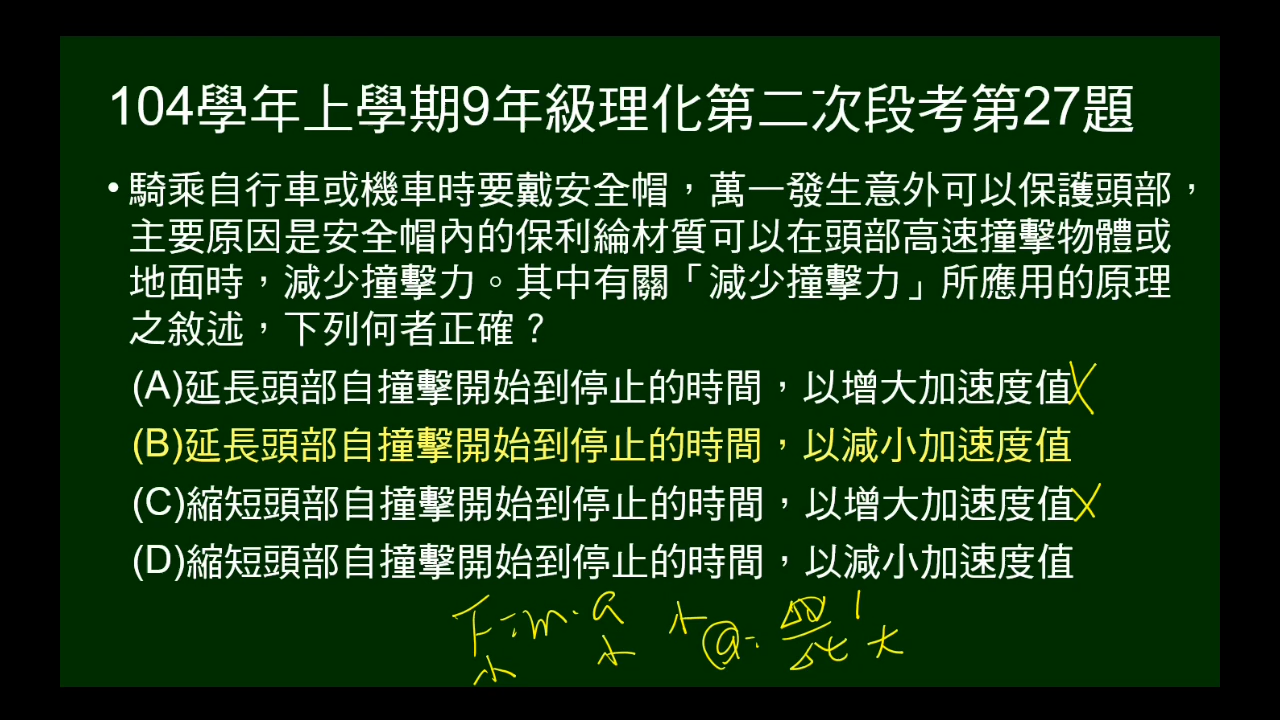 104學年上學期9年級理化第二次段考第27題
•騎乘自行車或機車時要戴安全帽，萬一發生意外可以保護頭部，
主要原因是安全帽內的保利綸材質可以在頭部高速撞擊物體或
地面時，減少撞擊力。其中有關「減少撞擊力」所應用的原理
之敘述，下列何者正確？
(A)延長頭部自撞擊開始到停止的時間，以增大加速度值
(B)延長頭部自撞擊開始到停止的時間，以減小加速度值
(C)縮短頭部自撞擊開始到停止的時間，以增大加速度值
(D)縮短頭部自撞擊開始到停止的時間，以減小加速度值
F=m·a
小 小
小 a= ΔV/Δt 大